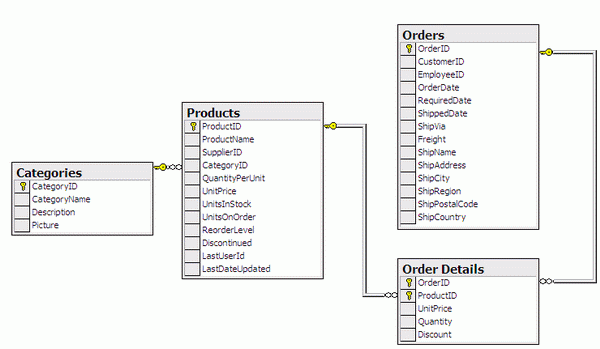 Categories
CategoryID
CategoryName
Description
Picture
Products
ProductID
ProductName
SupplierID
CategoryID
QuantityPerUnit
UnitPrice
UnitsInStock
UnitsOnOrder
ReorderLevel
Discontinued
LastUserId
LastDateUpdated
Orders
OrderID
CustomerID
EmployeeID
OrderDate
RequiredDate
ShippedDate
ShipVia
Freight
ShipName
ShipAddress
ShipCity
ShipRegion
ShipPostalCode
ShipCountry
Order Details
OrderID
ProductID
UnitPrice
Quantity
Discount